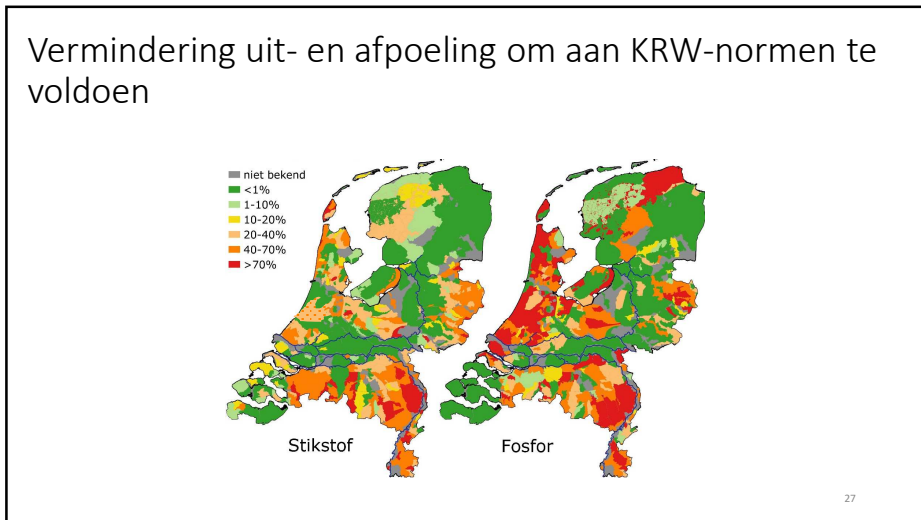 Vermindering uit- en afpoeling om aan KRW-normen te
voldoen
niet bekend
<1%
1-10%
10-20%
20-40%
40-70%
>70%
Stikstof
Fosfor
27